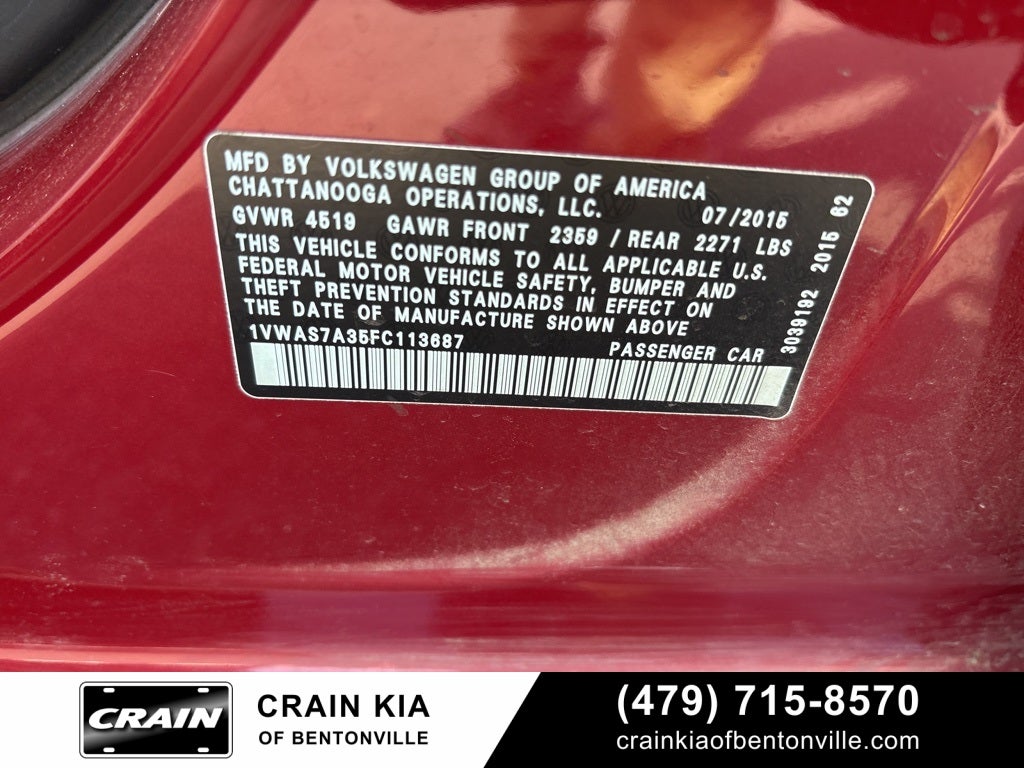 MFD BY VOLKSWAGEN GROUP OF AMERICA
CHATTANOOGA OPERATIONS, LLC. 07/2015
GVWR 4519 GAWR FRONT 2359 / REAR 2271 LBS
THIS VEHICLE CONFORMS TO ALL APPLICABLE U.S.
FEDERAL MOTOR VEHICLE SAFETY, BUMPER AND
THEFT PREVENTION STANDARDS IN EFFECT ON
THE DATE OF MANUFACTURE SHOWN ABOVE
1VWAS7A35FC113687 PASSENGER CAR
3039192 2015 62
CRAIN
CRAIN KIA
OF BENTONVILLE
(479) 715-8570
crainkiaofbentonville.com